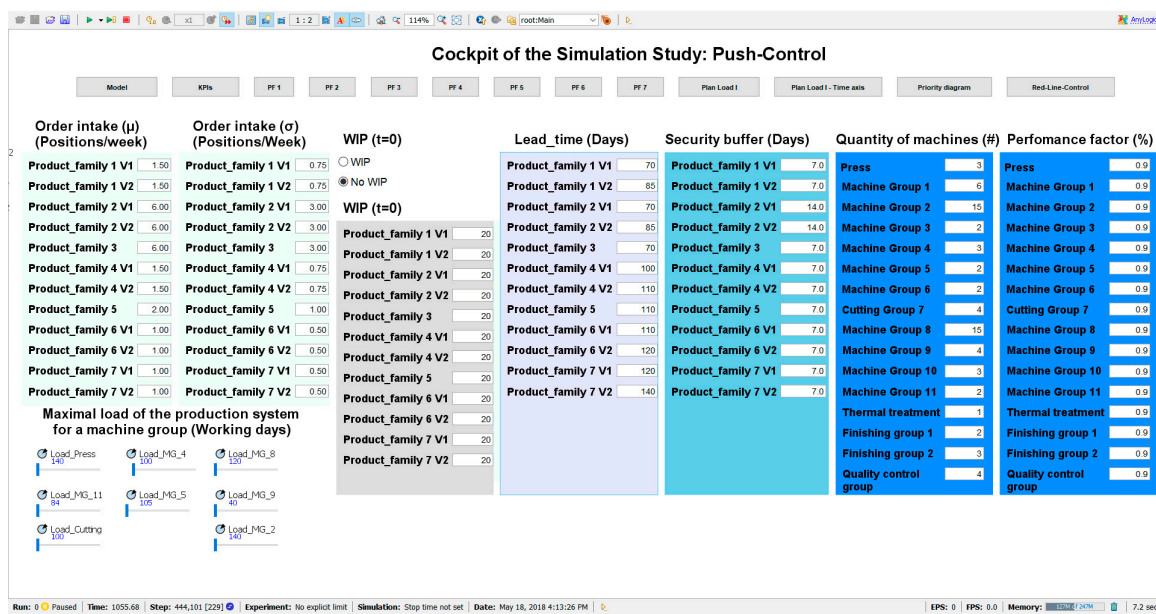 x1
1 : 2
114%
root:Main
AnyLogic
Cockpit of the Simulation Study: Push-Control
Model KPIs PF 1 PF 2 PF 3 PF 4 PF 5 PF 6 PF 7 Plan Load I Plan Load I - Time axis Priority diagram Red-Line-Control
Order intake (μ)
(Positions/week)
Product_family 1 V1 1.50
Product_family 1 V2 1.50
Product_family 2 V1 6.00
Product_family 2 V2 6.00
Product_family 3 6.00
Product_family 4 V1 1.50
Product_family 4 V2 1.50
Product_family 5 2.00
Product_family 6 V1 1.00
Product_family 6 V2 1.00
Product_family 7 V1 1.00
Product_family 7 V2 1.00
Order intake (σ)
(Positions/Week)
Product_family 1 V1 0.75
Product_family 1 V2 0.75
Product_family 2 V1 3.00
Product_family 2 V2 3.00
Product_family 3 3.00
Product_family 4 V1 0.75
Product_family 4 V2 0.75
Product_family 5 1.00
Product_family 6 V1 0.50
Product_family 6 V2 0.50
Product_family 7 V1 0.50
Product_family 7 V2 0.50
Maximal load of the production system
for a machine group (Working days)
Load_Press Load_MG_4 Load_MG_8
140 100 120
Load_MG_11 Load_MG_5 Load_MG_9
84 105 40
Load_Cutting Load_MG_2
100 140
WIP (t=0)
WIP
No WIP
WIP (t=0)
Product_family 1 V1 20
Product_family 1 V2 20
Product_family 2 V1 20
Product_family 2 V2 20
Product_family 3 20
Product_family 4 V1 20
Product_family 4 V2 20
Product_family 5 20
Product_family 6 V1 20
Product_family 6 V2 20
Product_family 7 V1 20
Product_family 7 V2 20
Lead_time (Days)
Product_family 1 V1 70
Product_family 1 V2 85
Product_family 2 V1 70
Product_family 2 V2 85
Product_family 3 70
Product_family 4 V1 100
Product_family 4 V2 110
Product_family 5 110
Product_family 6 V1 110
Product_family 6 V2 120
Product_family 7 V1 120
Product_family 7 V2 140
Security buffer (Days)
Product_family 1 V1 7.0
Product_family 1 V2 7.0
Product_family 2 V1 14.0
Product_family 2 V2 14.0
Product_family 3 7.0
Product_family 4 V1 7.0
Product_family 4 V2 7.0
Product_family 5 7.0
Product_family 6 V1 7.0
Product_family 6 V2 7.0
Product_family 7 V1 7.0
Product_family 7 V2 7.0
Quantity of machines (#)
Press 3
Machine Group 1 6
Machine Group 2 15
Machine Group 3 2
Machine Group 4 3
Machine Group 5 2
Machine Group 6 2
Cutting Group 7 4
Machine Group 8 15
Machine Group 9 4
Machine Group 10 3
Machine Group 11 2
Thermal treatment 1
Finishing group 1 2
Finishing group 2 3
Quality control 4
group
Perfomance factor (%)
Press 0.9
Machine Group 1 0.9
Machine Group 2 0.9
Machine Group 3 0.9
Machine Group 4 0.9
Machine Group 5 0.9
Machine Group 6 0.9
Cutting Group 7 0.9
Machine Group 8 0.9
Machine Group 9 0.9
Machine Group 10 0.9
Machine Group 11 0.9
Thermal treatment 0.9
Finishing group 1 0.9
Finishing group 2 0.9
Quality control 0.9
group
Run: 0 Paused Time: 1055.68 Step: 444,101 [229] Experiment: No explicit limit Simulation: Stop time not set Date: May 18, 2018 4:13:26 PM EPS: 0 FPS: 0.0 Memory: 127M of 247M 7.2 sec